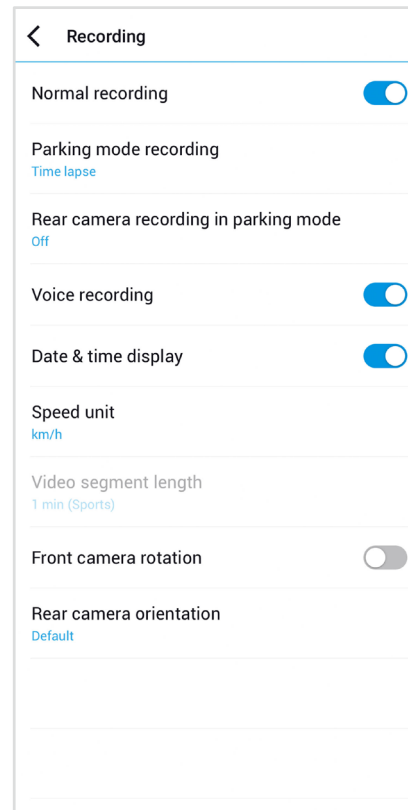 Recording
Normal recording
Parking mode recording
Time lapse
Rear camera recording in parking mode
Off
Voice recording
Date & time display
Speed unit
km/h
Video segment length
1 min (Sports)
Front camera rotation
Rear camera orientation
Default